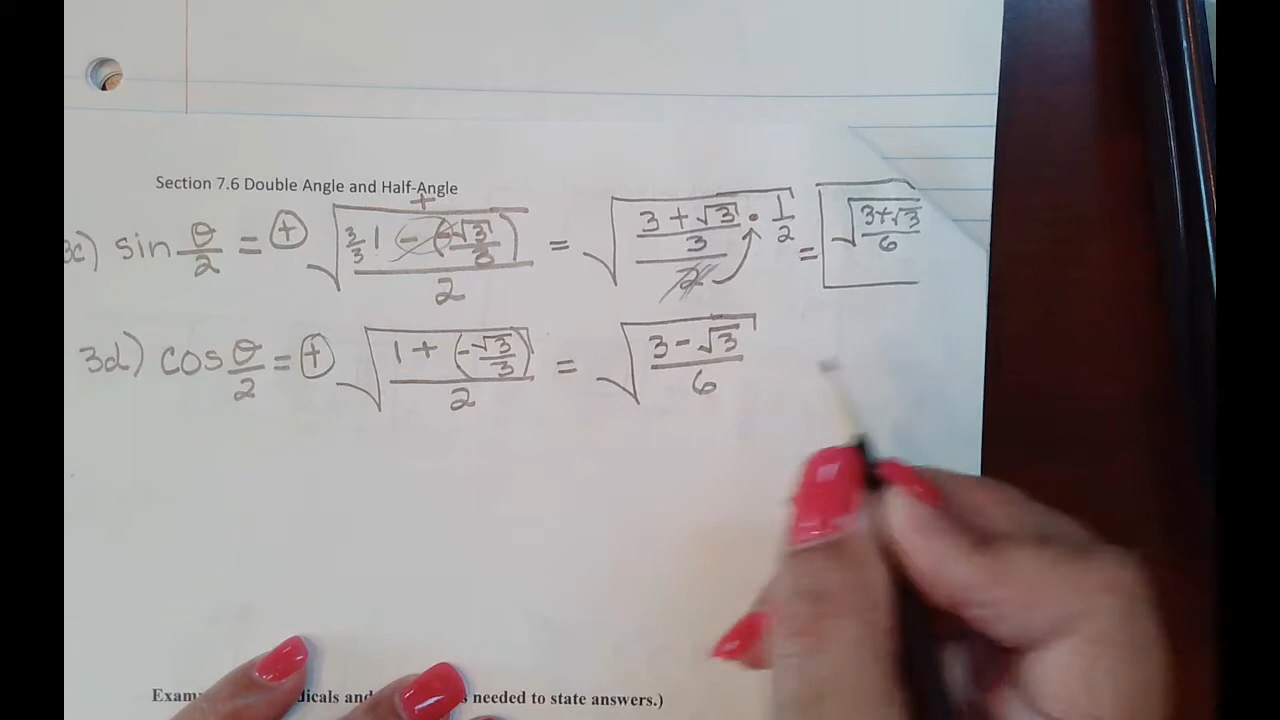 Section 7.6 Double Angle and Half-Angle
3c) sin θ/2 = + √((3/3 1 - (-√3/3))/2) = √(((3 + √3)/3)/2 · 1/2) = √((3+√3)/6)
+
3d) cos θ/2 = + √((1 + (-√3/3))/2) = √((3 - √3)/6)
needed to state answers.)